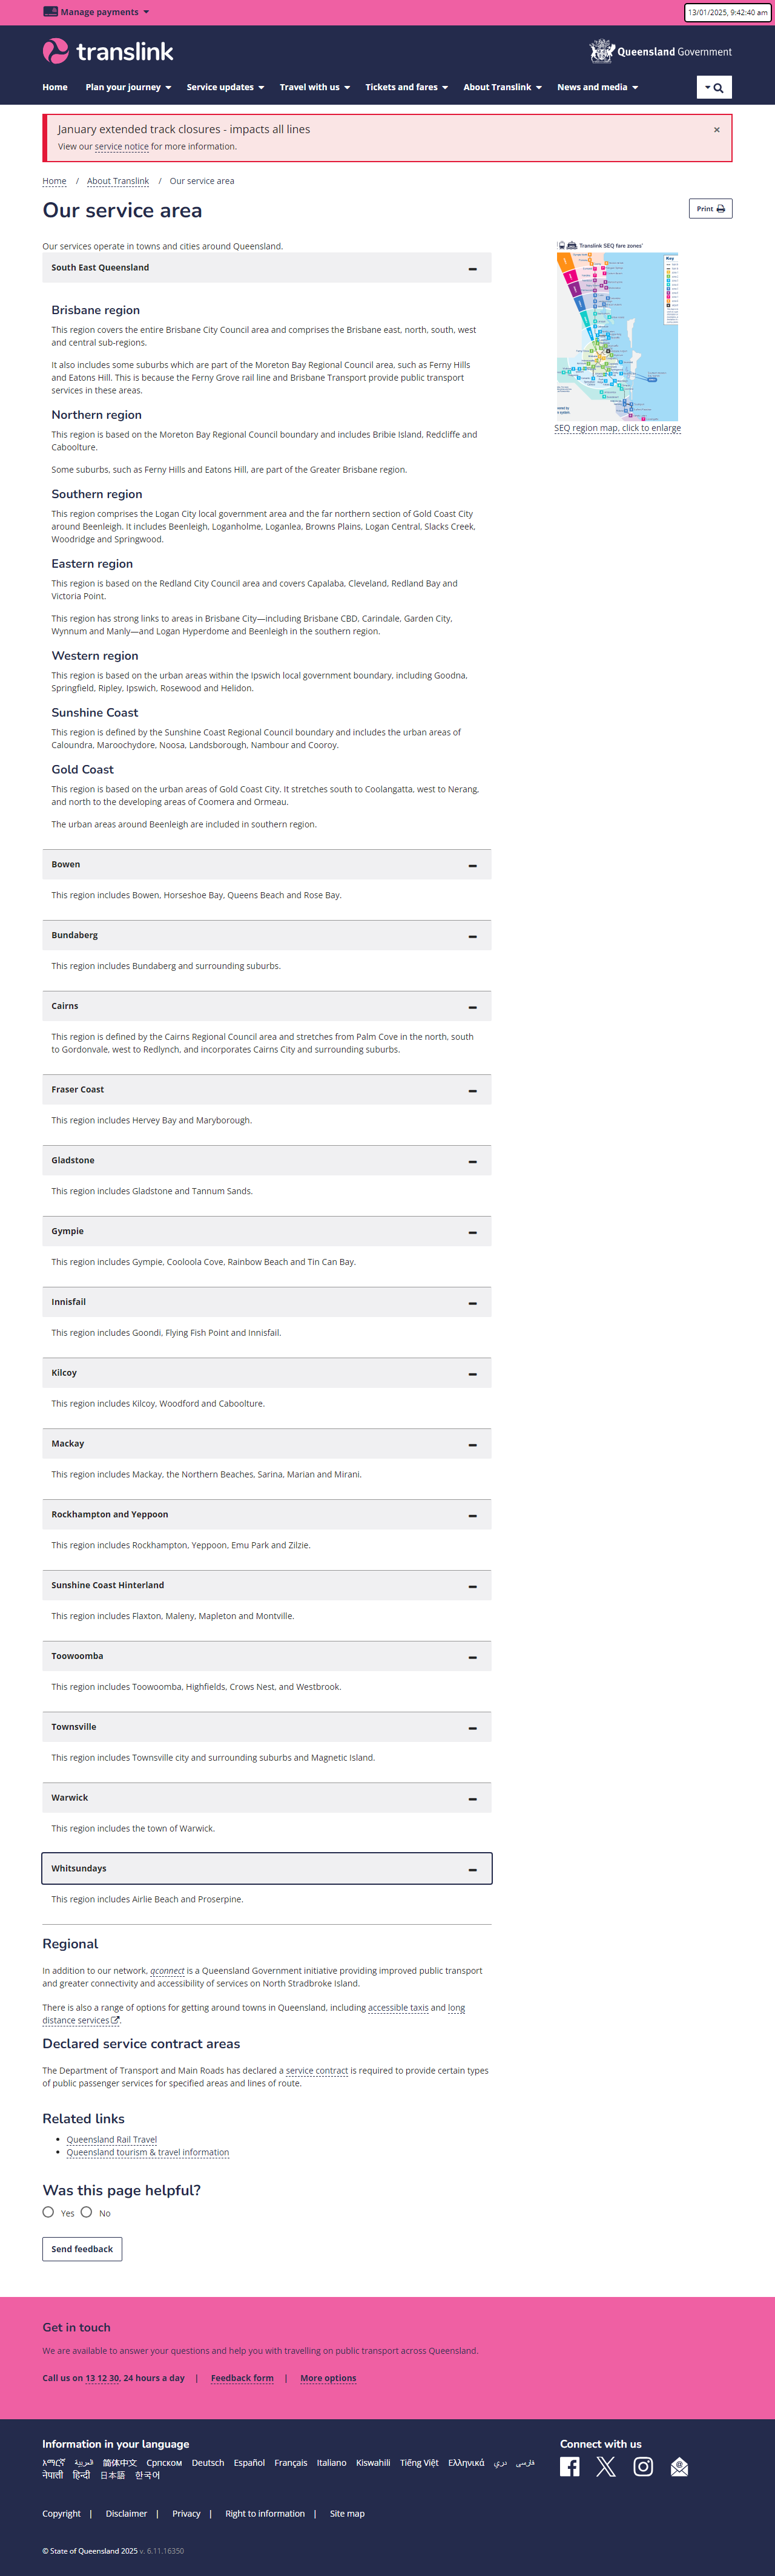 Manage payments
13/01/2025, 9:42:40 am
translink
Queensland Government
Home Plan your journey Service updates Travel with us Tickets and fares About Translink News and media
January extended track closures - impacts all lines ×
View our service notice for more information.
Home / About Translink / Our service area
Our service area
Print
Our services operate in towns and cities around Queensland.
Translink SEQ fare zones
Key
SEQ region map, click to enlarge
South East Queensland
Brisbane region
This region covers the entire Brisbane City Council area and comprises the Brisbane east, north, south, west
and central sub-regions.
It also includes some suburbs which are part of the Moreton Bay Regional Council area, such as Ferny Hills
and Eatons Hill. This is because the Ferny Grove rail line and Brisbane Transport provide public transport
services in these areas.
Northern region
This region is based on the Moreton Bay Regional Council boundary and includes Bribie Island, Redcliffe and
Caboolture.
Some suburbs, such as Ferny Hills and Eatons Hill, are part of the Greater Brisbane region.
Southern region
This region comprises the Logan City local government area and the far northern section of Gold Coast City
around Beenleigh. It includes Beenleigh, Loganholme, Loganlea, Browns Plains, Logan Central, Slacks Creek,
Woodridge and Springwood.
Eastern region
This region is based on the Redland City Council area and covers Capalaba, Cleveland, Redland Bay and
Victoria Point.
This region has strong links to areas in Brisbane City—including Brisbane CBD, Carindale, Garden City,
Wynnum and Manly—and Logan Hyperdome and Beenleigh in the southern region.
Western region
This region is based on the urban areas within the Ipswich local government boundary, including Goodna,
Springfield, Ripley, Ipswich, Rosewood and Helidon.
Sunshine Coast
This region is defined by the Sunshine Coast Regional Council boundary and includes the urban areas of
Caloundra, Maroochydore, Noosa, Landsborough, Nambour and Cooroy.
Gold Coast
This region is based on the urban areas of Gold Coast City. It stretches south to Coolangatta, west to Nerang,
and north to the developing areas of Coomera and Ormeau.
The urban areas around Beenleigh are included in southern region.
Bowen
This region includes Bowen, Horseshoe Bay, Queens Beach and Rose Bay.
Bundaberg
This region includes Bundaberg and surrounding suburbs.
Cairns
This region is defined by the Cairns Regional Council area and stretches from Palm Cove in the north, south
to Gordonvale, west to Redlynch, and incorporates Cairns City and surrounding suburbs.
Fraser Coast
This region includes Hervey Bay and Maryborough.
Gladstone
This region includes Gladstone and Tannum Sands.
Gympie
This region includes Gympie, Cooloola Cove, Rainbow Beach and Tin Can Bay.
Innisfail
This region includes Goondi, Flying Fish Point and Innisfail.
Kilcoy
This region includes Kilcoy, Woodford and Caboolture.
Mackay
This region includes Mackay, the Northern Beaches, Sarina, Marian and Mirani.
Rockhampton and Yeppoon
This region includes Rockhampton, Yeppoon, Emu Park and Zilzie.
Sunshine Coast Hinterland
This region includes Flaxton, Maleny, Mapleton and Montville.
Toowoomba
This region includes Toowoomba, Highfields, Crows Nest, and Westbrook.
Townsville
This region includes Townsville city and surrounding suburbs and Magnetic Island.
Warwick
This region includes the town of Warwick.
Whitsundays
This region includes Airlie Beach and Proserpine.
Regional
In addition to our network, qconnect is a Queensland Government initiative providing improved public transport
and greater connectivity and accessibility of services on North Stradbroke Island.
There is also a range of options for getting around towns in Queensland, including accessible taxis and long
distance services.
Declared service contract areas
The Department of Transport and Main Roads has declared a service contract is required to provide certain types
of public passenger services for specified areas and lines of route.
Related links
• Queensland Rail Travel
• Queensland tourism & travel information
Was this page helpful?
Yes No
Send feedback
Get in touch
We are available to answer your questions and help you with travelling on public transport across Queensland.
Call us on 13 12 30, 24 hours a day | Feedback form | More options
Information in your language
Connect with us
አማርኛ العربية 简体中文 Српском Deutsch Español Français Italiano Kiswahili Tiếng Việt Ελληνικά دري فارسی
नेपाली हिन्दी 日本語 한국어
Copyright | Disclaimer | Privacy | Right to information | Site map
© State of Queensland 2025 v. 6.11.16350